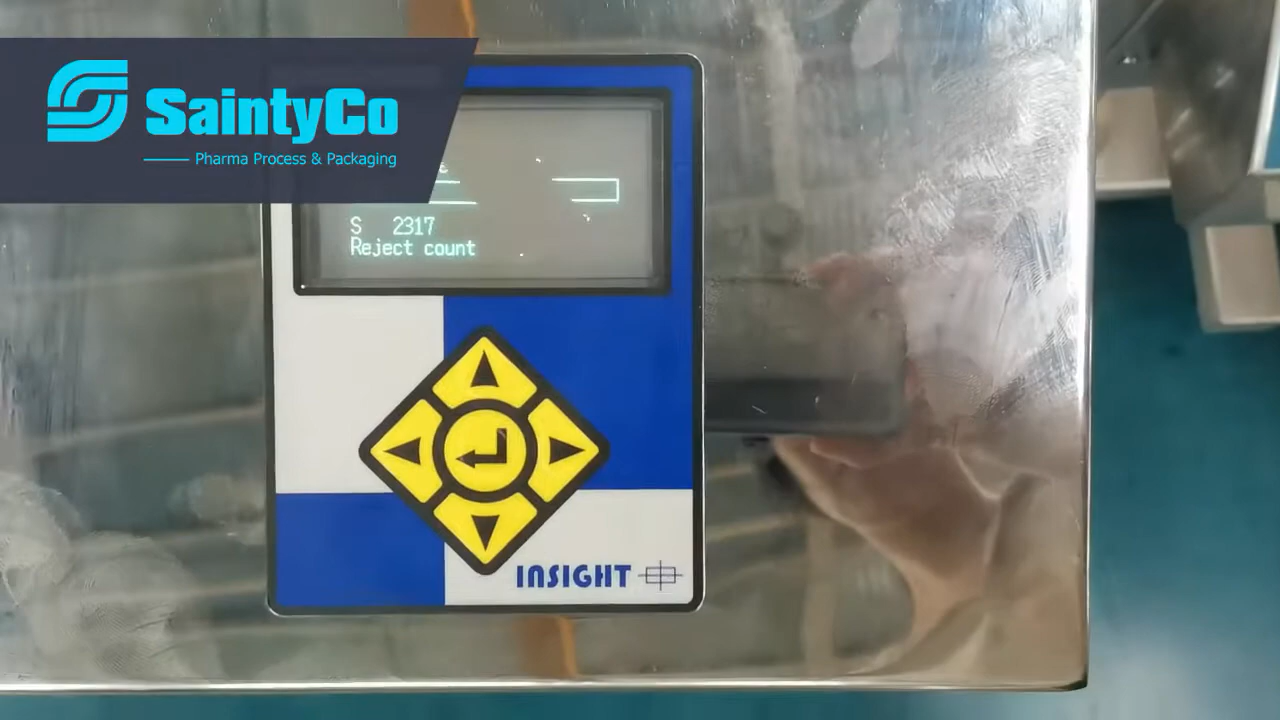 SaintyCo
Pharma Process & Packaging
S 2317
Reject count
INSIGHT